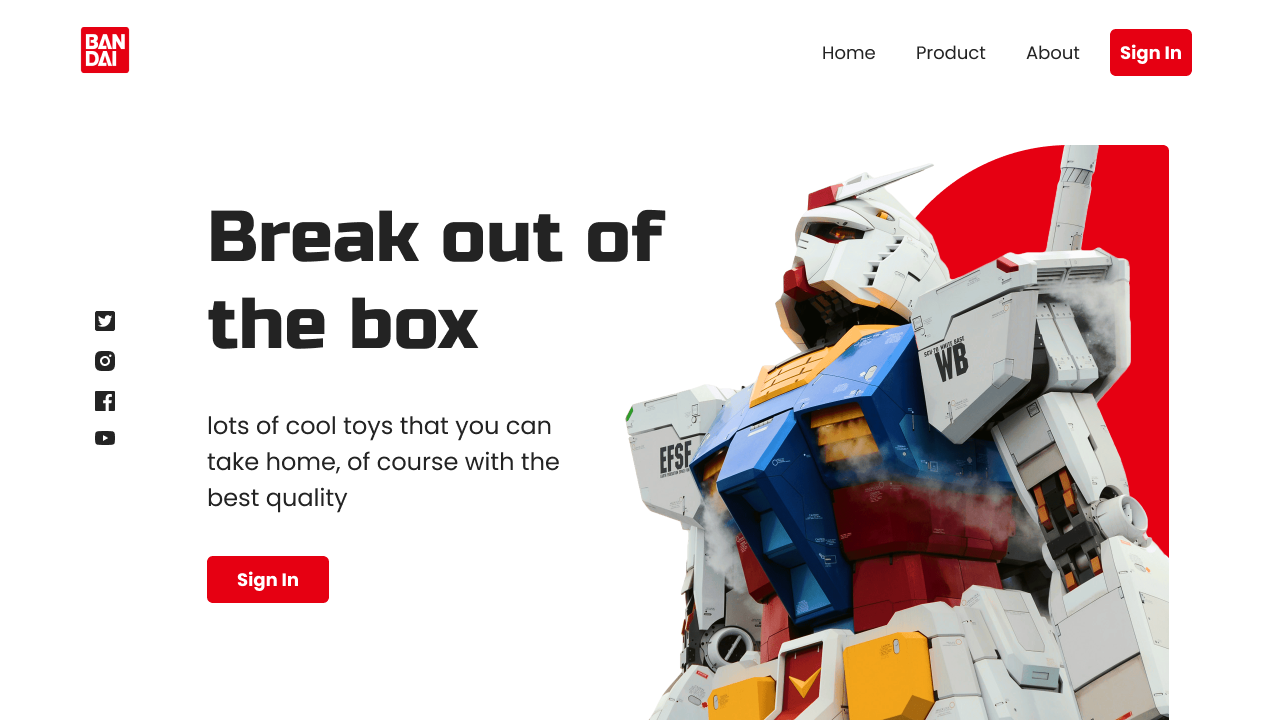 BAN
DAI
Home
Product
About
Sign In
Break out of
the box
lots of cool toys that you can
take home, of course with the
best quality
Sign In
WB
EFSF